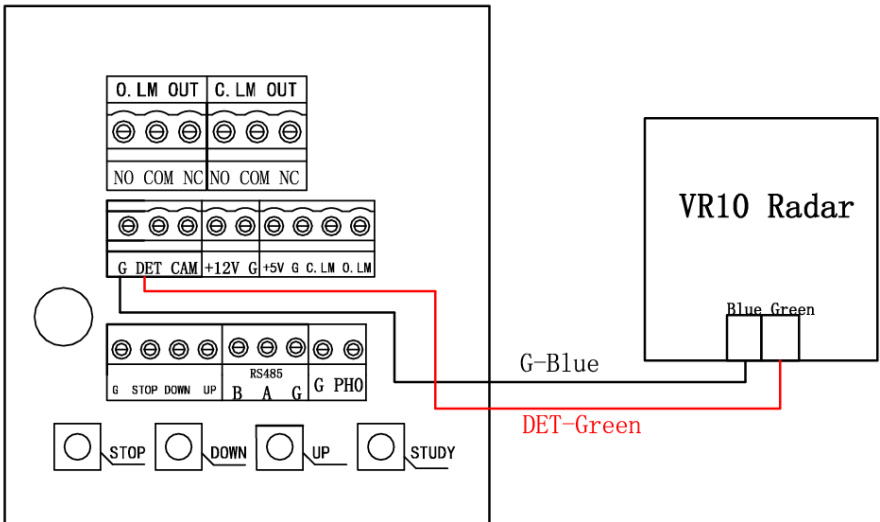 O. LM OUT C. LM OUT
NO COM NC NO COM NC
G DET CAM +12V G +5V G C. LM O. LM
RS485
G STOP DOWN UP B A G G PHO
STOP DOWN UP STUDY
VR10 Radar
Blue Green
G-Blue
DET-Green